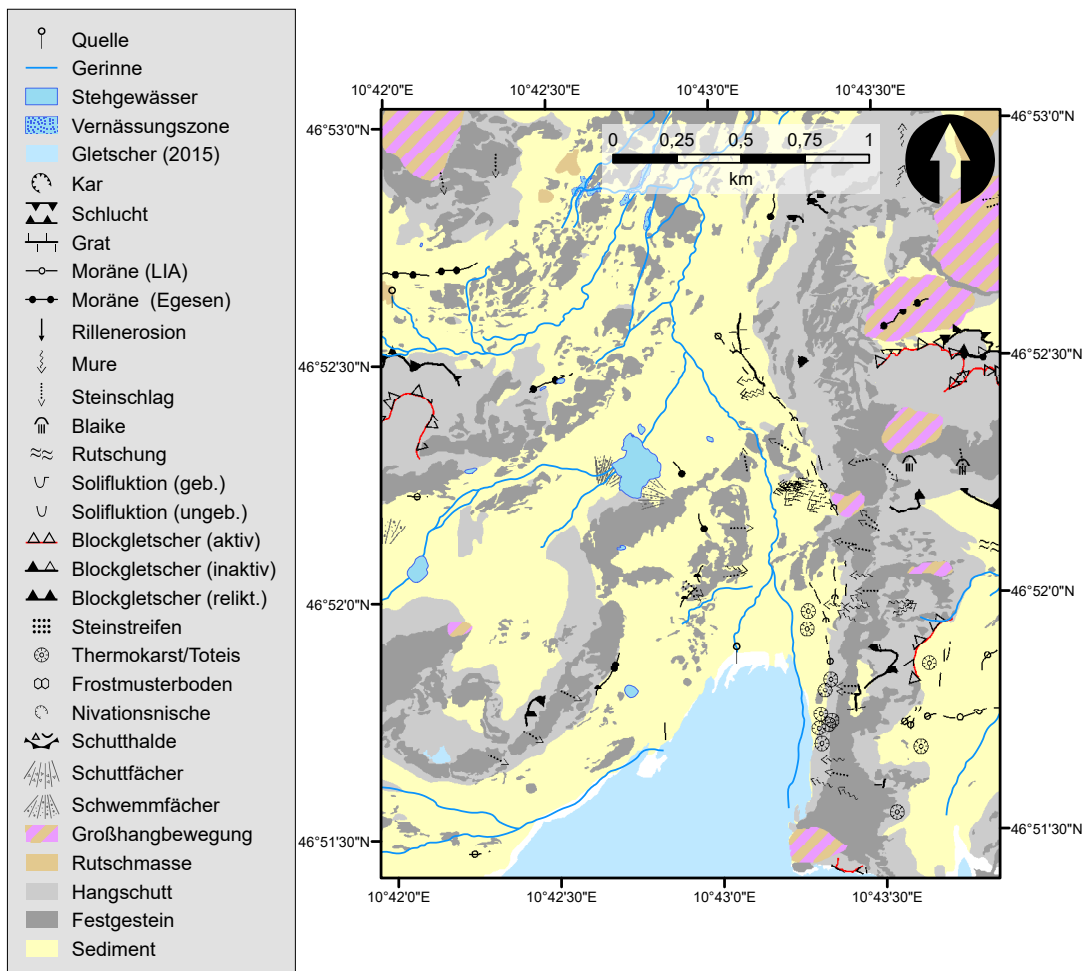 Quelle
Gerinne
Stehgewässer
Vernässungszone
Gletscher (2015)
Kar
Schlucht
Grat
Moräne (LIA)
Moräne (Egesen)
Rillenerosion
Mure
Steinschlag
Blaike
Rutschung
Solifluktion (geb.)
Solifluktion (ungeb.)
Blockgletscher (aktiv)
Blockgletscher (inaktiv)
Blockgletscher (relikt.)
Steinstreifen
Thermokarst/Toteis
Frostmusterboden
Nivationsnische
Schutthalde
Schuttfächer
Schwemmfächer
Großhangbewegung
Rutschmasse
Hangschutt
Festgestein
Sediment
10°42'0"E 10°42'30"E 10°43'0"E 10°43'30"E
46°53'0"N 46°53'0"N
0 0,25 0,5 0,75 1
km
46°52'30"N 46°52'30"N
46°52'0"N 46°52'0"N
46°51'30"N 46°51'30"N
10°42'0"E 10°42'30"E 10°43'0"E 10°43'30"E